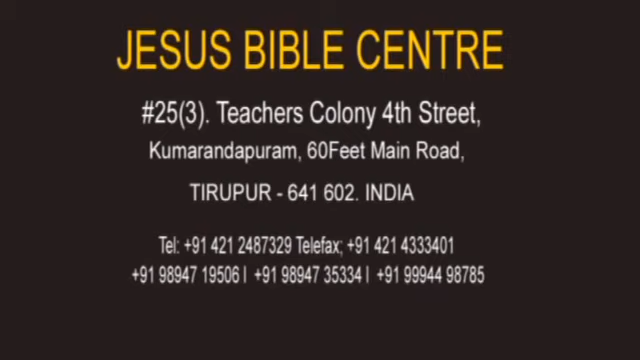 JESUS BIBLE CENTRE
#25(3). Teachers Colony 4th Street,
Kumarandapuram, 60Feet Main Road,
TIRUPUR - 641 602. INDIA
Tel: +91 421 2487329 Telefax; +91 421 4333401
+91 98947 19506 l +91 98947 35334 l +91 99944 98785